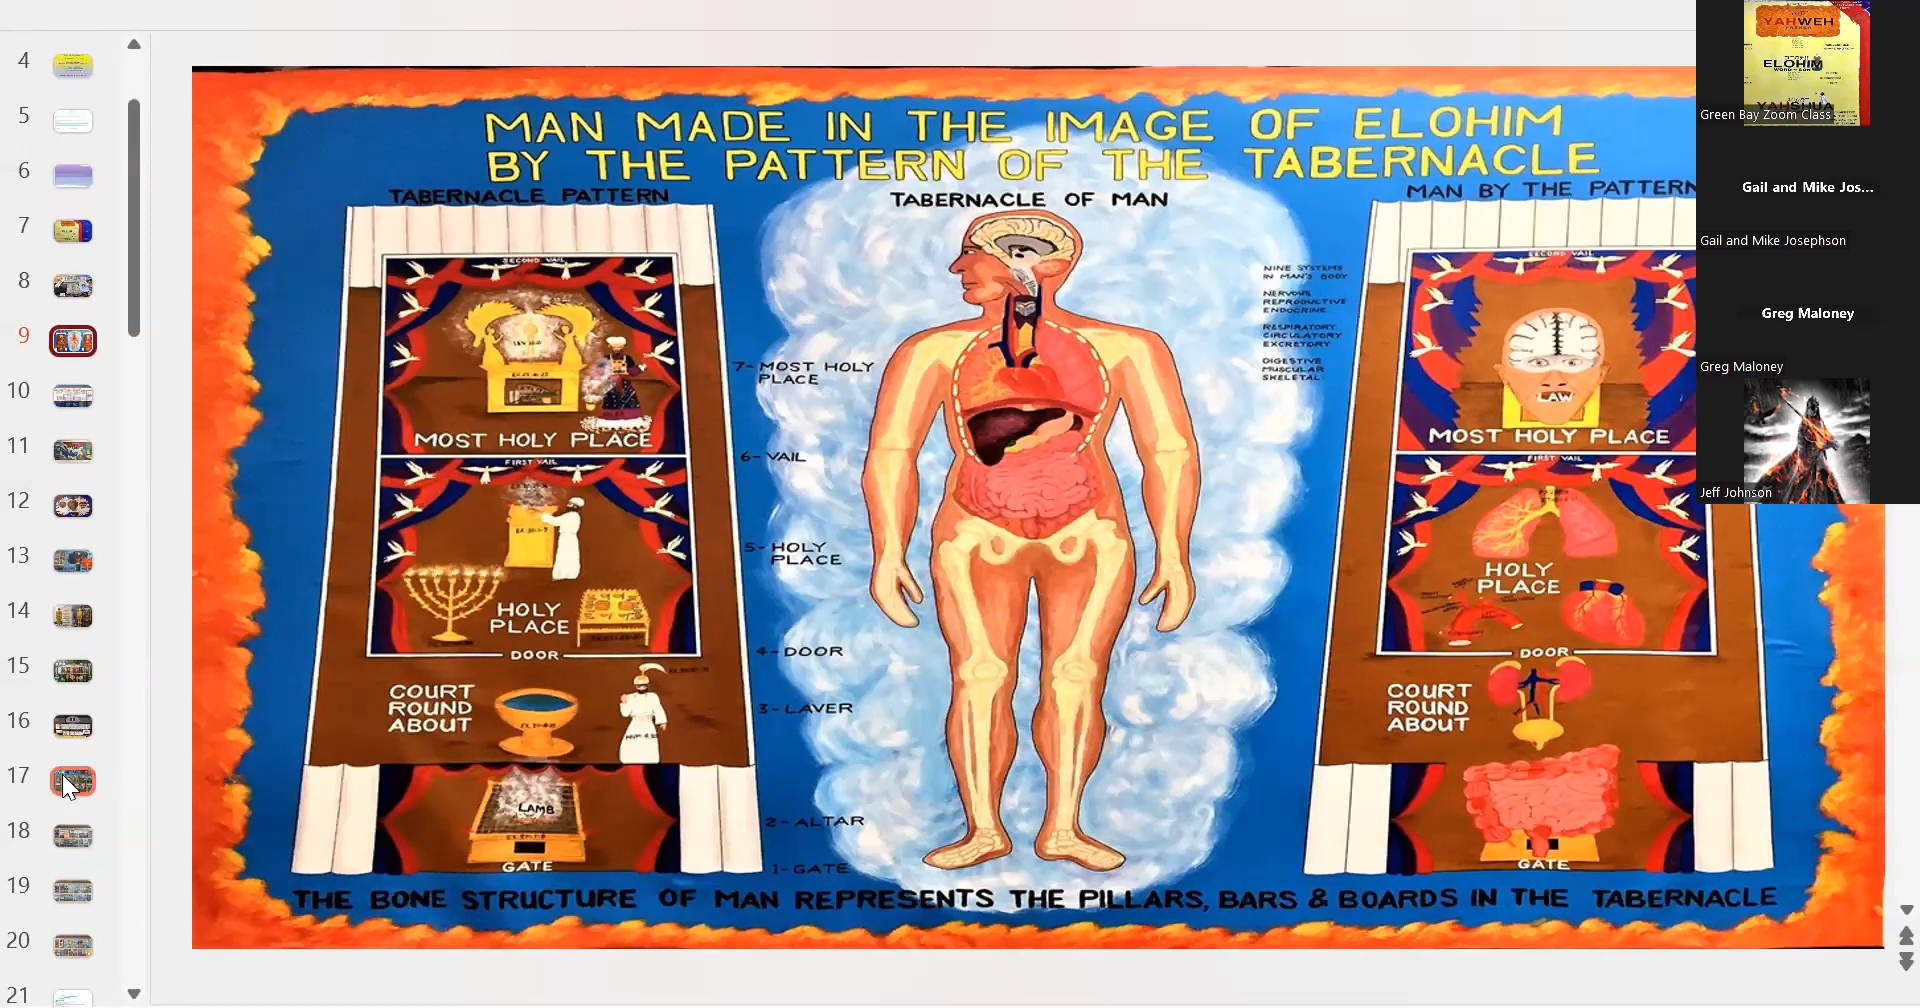 4
5
6
7
8
9
10
11
12
13
14
15
16
17
18
19
20
21
MAN MADE IN THE IMAGE OF ELOHIM
BY THE PATTERN OF THE TABERNACLE
TABERNACLE PATTERN
SECOND VAIL
MOST HOLY PLACE
FIRST VAIL
HOLY
PLACE
DOOR
COURT
ROUND
ABOUT
LAMB
GATE
TABERNACLE OF MAN
7- MOST HOLY
PLACE
6- VAIL
5- HOLY
PLACE
4- DOOR
3- LAVER
2- ALTAR
1- GATE
NINE SYSTEMS
IN MAN'S BODY
NERVOUS
REPRODUCTIVE
ENDOCRINE
RESPIRATORY
CIRCULATORY
EXCRETORY
DIGESTIVE
MUSCULAR
SKELETAL
MAN BY THE PATTERN
SECOND VAIL
LAW
MOST HOLY PLACE
FIRST VAIL
HOLY
PLACE
DOOR
COURT
ROUND
ABOUT
GATE
THE BONE STRUCTURE OF MAN REPRESENTS THE PILLARS, BARS & BOARDS IN THE TABERNACLE
YAHWEH
ELOHIM
YAHSHUA
Green Bay Zoom Class
Gail and Mike Jos...
Gail and Mike Josephson
Greg Maloney
Greg Maloney
Jeff Johnson